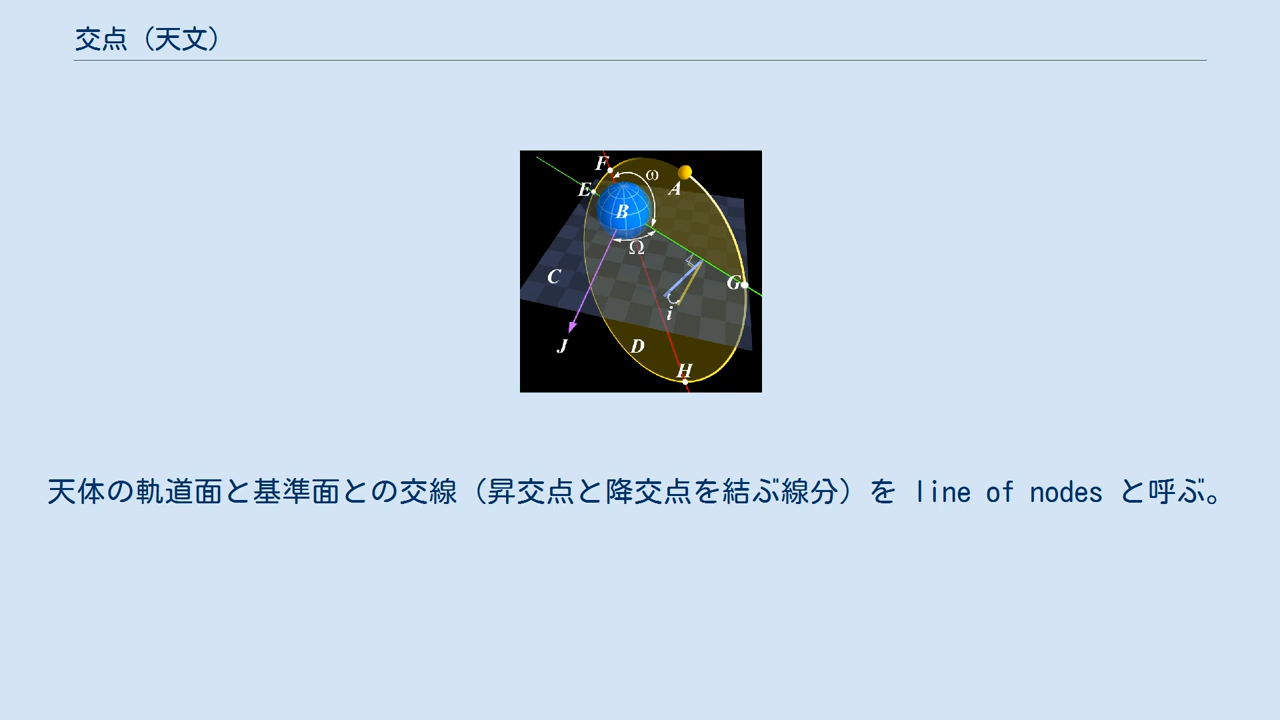 交点（天文）
F
ω
A
E
B
Ω
C
G
i
J
D
H
天体の軌道面と基準面との交線（昇交点と降交点を結ぶ線分）を line of nodes と呼ぶ。